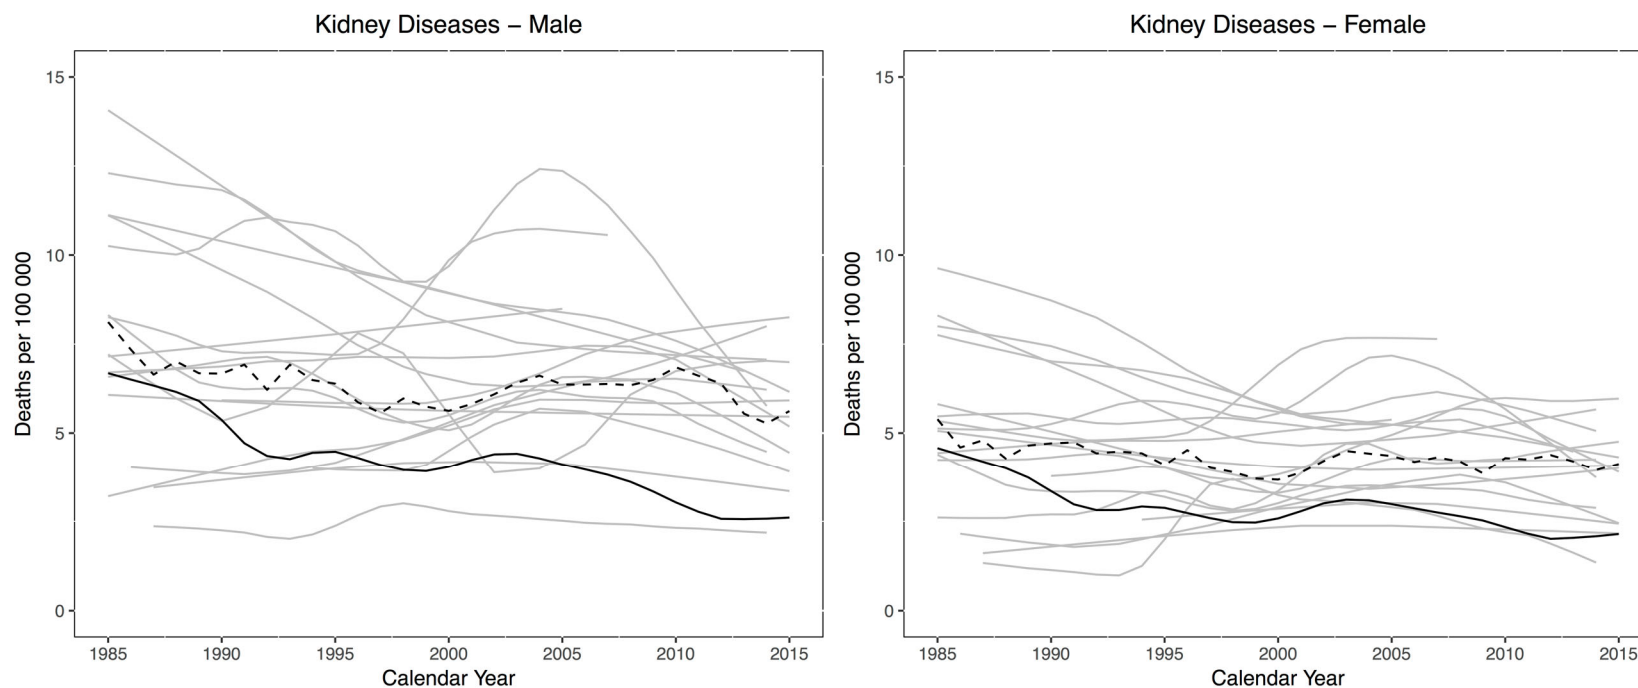 Kidney Diseases – Male
15
10
5
0
Deaths per 100 000
1985 1990 1995 2000 2005 2010 2015
Calendar Year
Kidney Diseases – Female
15
10
5
0
Deaths per 100 000
1985 1990 1995 2000 2005 2010 2015
Calendar Year